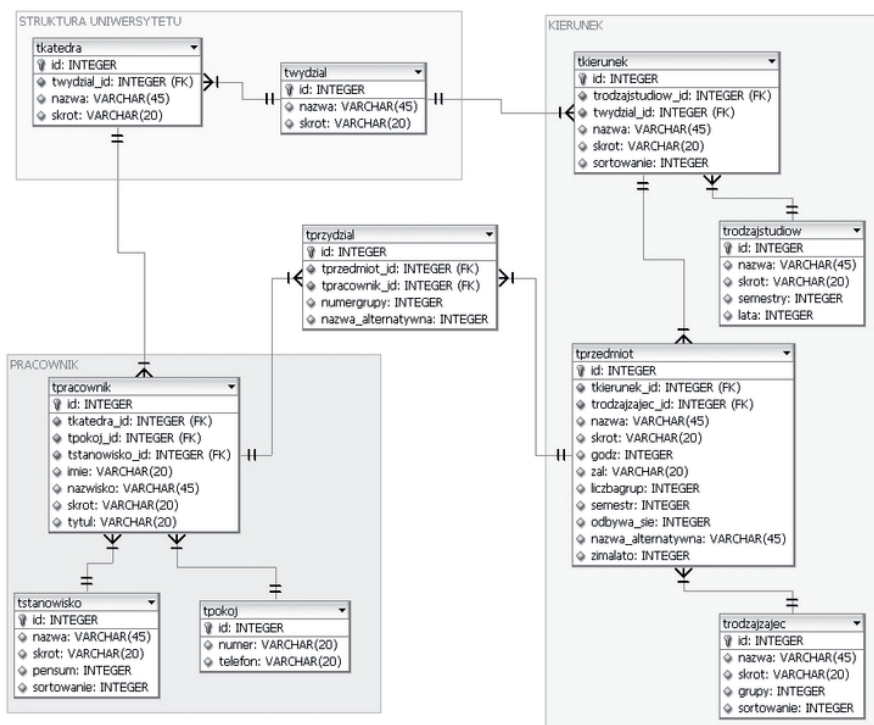 STRUKTURA UNIWERSYTETU
tkatedra
id: INTEGER
twydzial_id: INTEGER (FK)
nazwa: VARCHAR(45)
skrot: VARCHAR(20)
twydzial
id: INTEGER
nazwa: VARCHAR(45)
skrot: VARCHAR(20)
KIERUNEK
tkierunek
id: INTEGER
trodzajstudiow_id: INTEGER (FK)
twydzial_id: INTEGER (FK)
nazwa: VARCHAR(45)
skrot: VARCHAR(20)
sortowanie: INTEGER
trodzajstudiow
id: INTEGER
nazwa: VARCHAR(45)
skrot: VARCHAR(20)
semestry: INTEGER
lata: INTEGER
tprzydzial
id: INTEGER
tprzedmiot_id: INTEGER (FK)
tpracownik_id: INTEGER (FK)
numergrupy: INTEGER
nazwa_alternatywna: INTEGER
tprzedmiot
id: INTEGER
tkierunek_id: INTEGER (FK)
trodzajzajec_id: INTEGER (FK)
nazwa: VARCHAR(45)
skrot: VARCHAR(20)
godz: INTEGER
zal: VARCHAR(20)
liczbagrup: INTEGER
semestr: INTEGER
odbywa_sie: INTEGER
nazwa_alternatywna: VARCHAR(45)
zimalato: INTEGER
PRACOWNIK
tpracownik
id: INTEGER
tkatedra_id: INTEGER (FK)
tpokoj_id: INTEGER (FK)
tstanowisko_id: INTEGER (FK)
imie: VARCHAR(20)
nazwisko: VARCHAR(45)
skrot: VARCHAR(20)
tytul: VARCHAR(20)
tstanowisko
id: INTEGER
nazwa: VARCHAR(45)
skrot: VARCHAR(20)
pensum: INTEGER
sortowanie: INTEGER
tpokoj
id: INTEGER
numer: VARCHAR(20)
telefon: VARCHAR(20)
trodzajzajec
id: INTEGER
nazwa: VARCHAR(45)
skrot: VARCHAR(20)
grupy: INTEGER
sortowanie: INTEGER